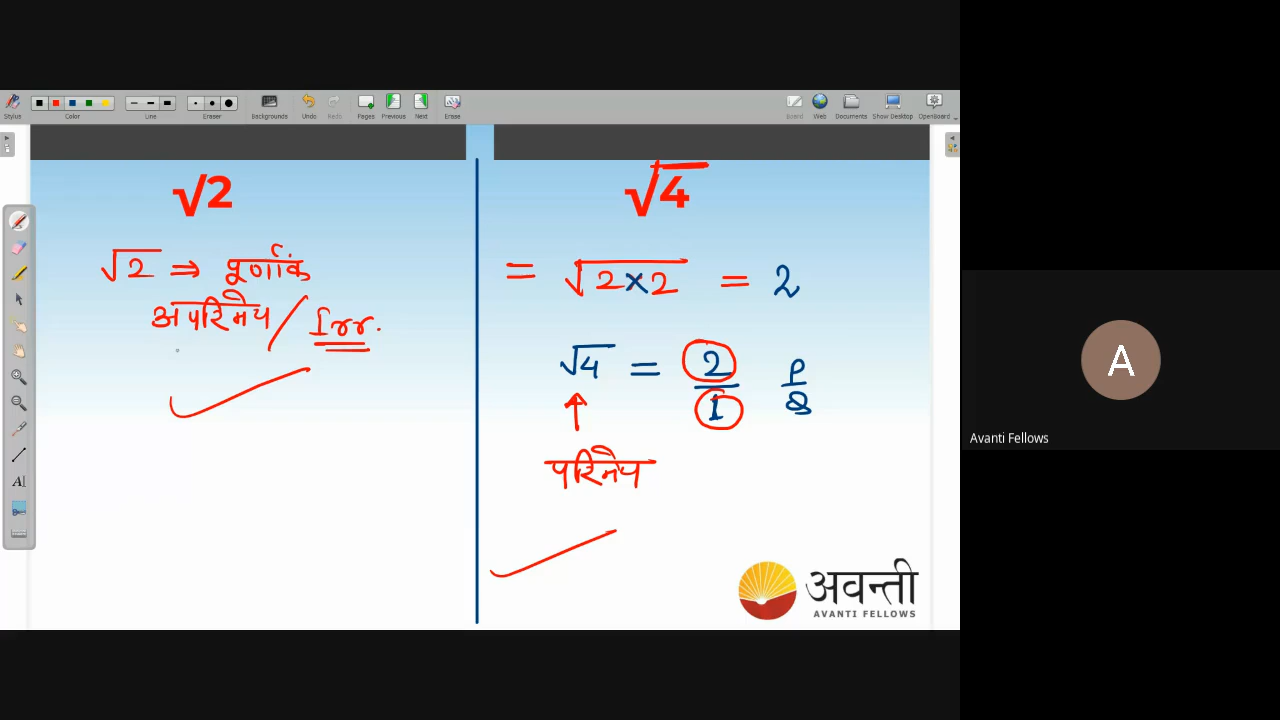 Stylus
Color
Line
Eraser
Backgrounds
Undo
Redo
Pages
Previous
Next
Erase
Board
Web
Documents
Show Desktop
OpenBoard
√2
√2 ⇒ पूर्णांक
अपरिमेय / Irr.
√4
= √2×2 = 2
√4 = 2/1 P/Q
परिमेय
अवन्ती
AVANTI FELLOWS
A
Avanti Fellows